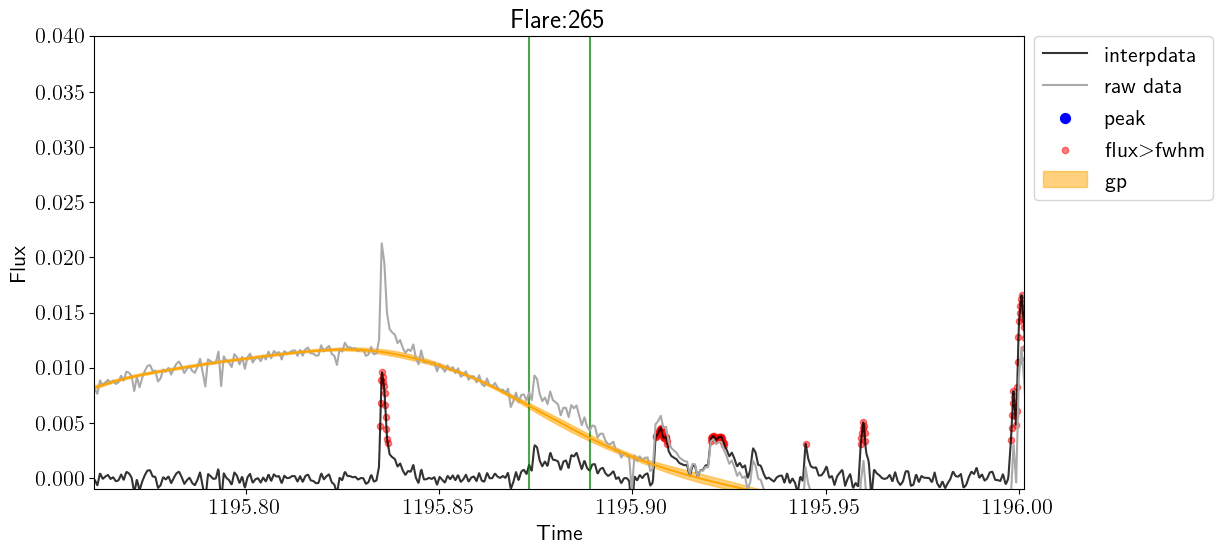 Flare:265
0.040
0.035
0.030
0.025
0.020
0.015
0.010
0.005
0.000
Flux
1195.80 1195.85 1195.90 1195.95 1196.00
Time
interpdata
raw data
peak
flux>fwhm
gp